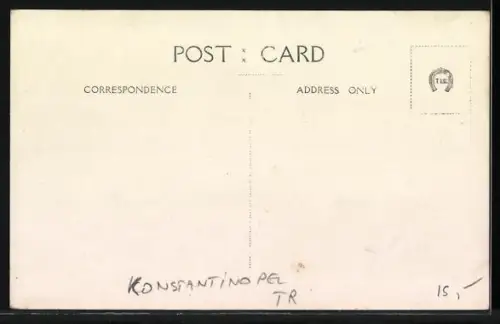 POST CARD
CORRESPONDENCE
ADDRESS ONLY
KONSTANTINOPEL
TR
15,-